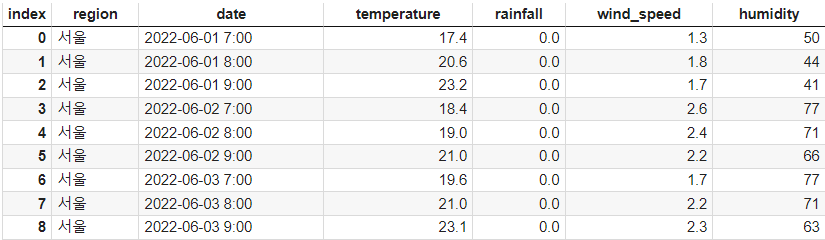 index region date temperature rainfall wind_speed humidity
0 서울 2022-06-01 7:00 17.4 0.0 1.3 50
1 서울 2022-06-01 8:00 20.6 0.0 1.8 44
2 서울 2022-06-01 9:00 23.2 0.0 1.7 41
3 서울 2022-06-02 7:00 18.4 0.0 2.6 77
4 서울 2022-06-02 8:00 19.0 0.0 2.4 71
5 서울 2022-06-02 9:00 21.0 0.0 2.2 66
6 서울 2022-06-03 7:00 19.6 0.0 1.7 77
7 서울 2022-06-03 8:00 21.0 0.0 2.2 71
8 서울 2022-06-03 9:00 23.1 0.0 2.3 63